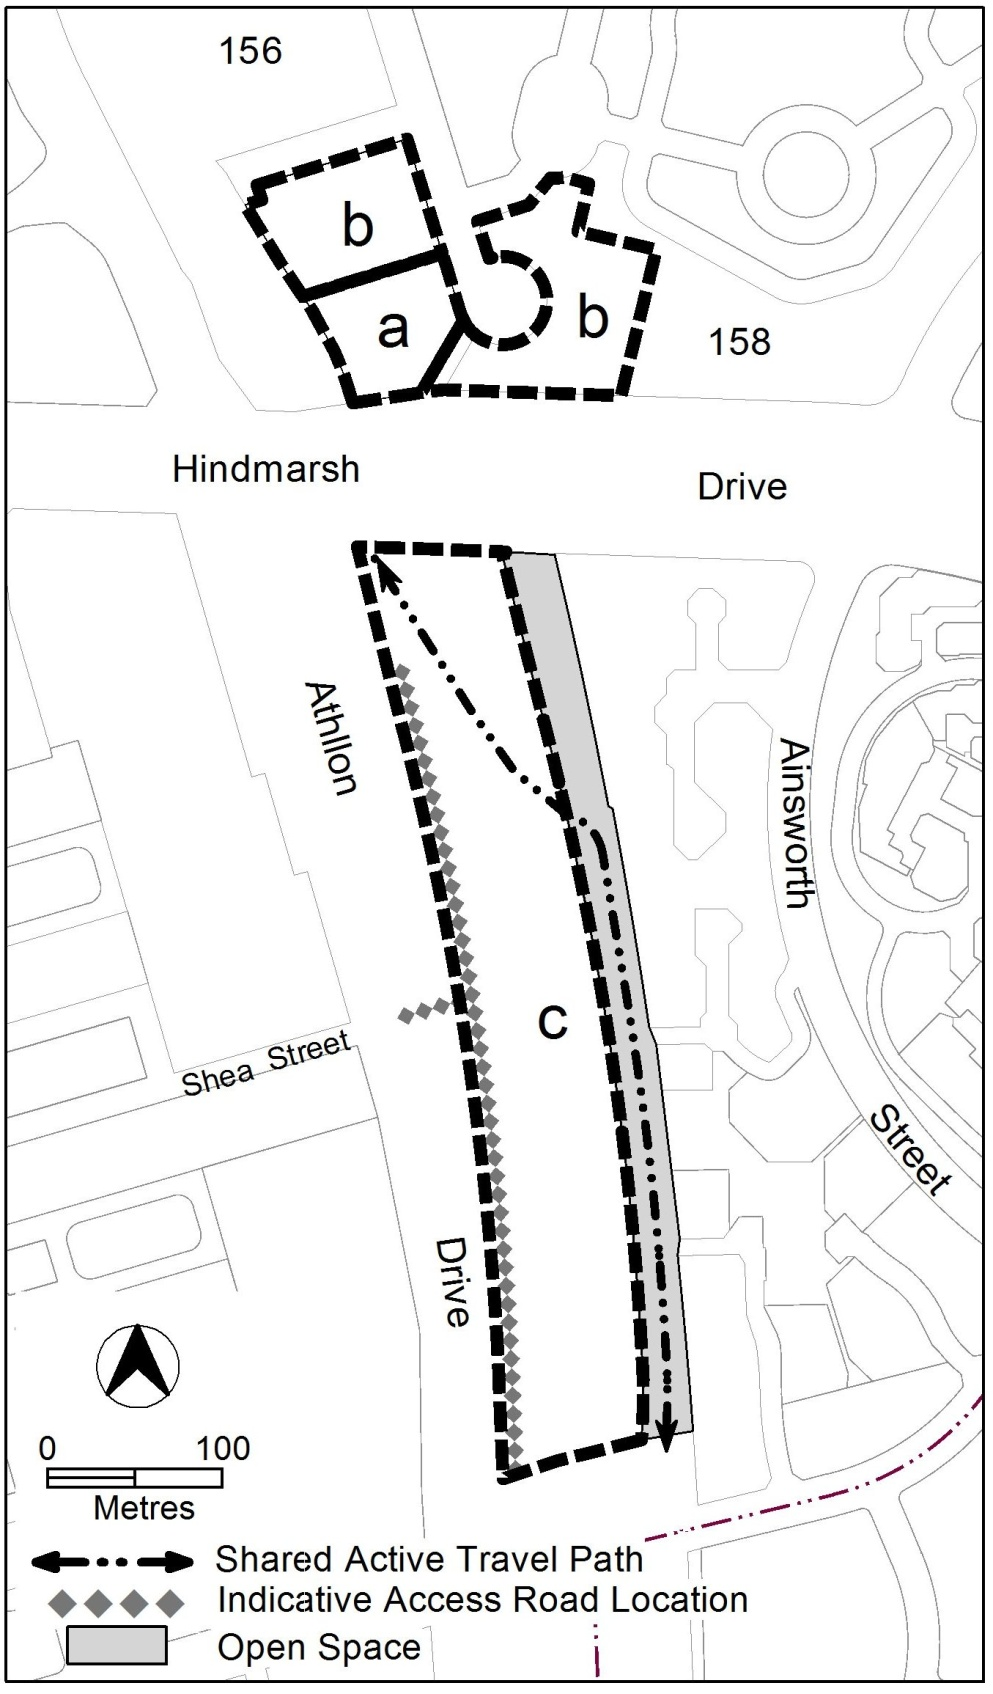 156
b
a
b
158
Hindmarsh
Drive
Athllon
Ainsworth
c
Shea Street
Street
Drive
0 100
Metres
Shared Active Travel Path
Indicative Access Road Location
Open Space